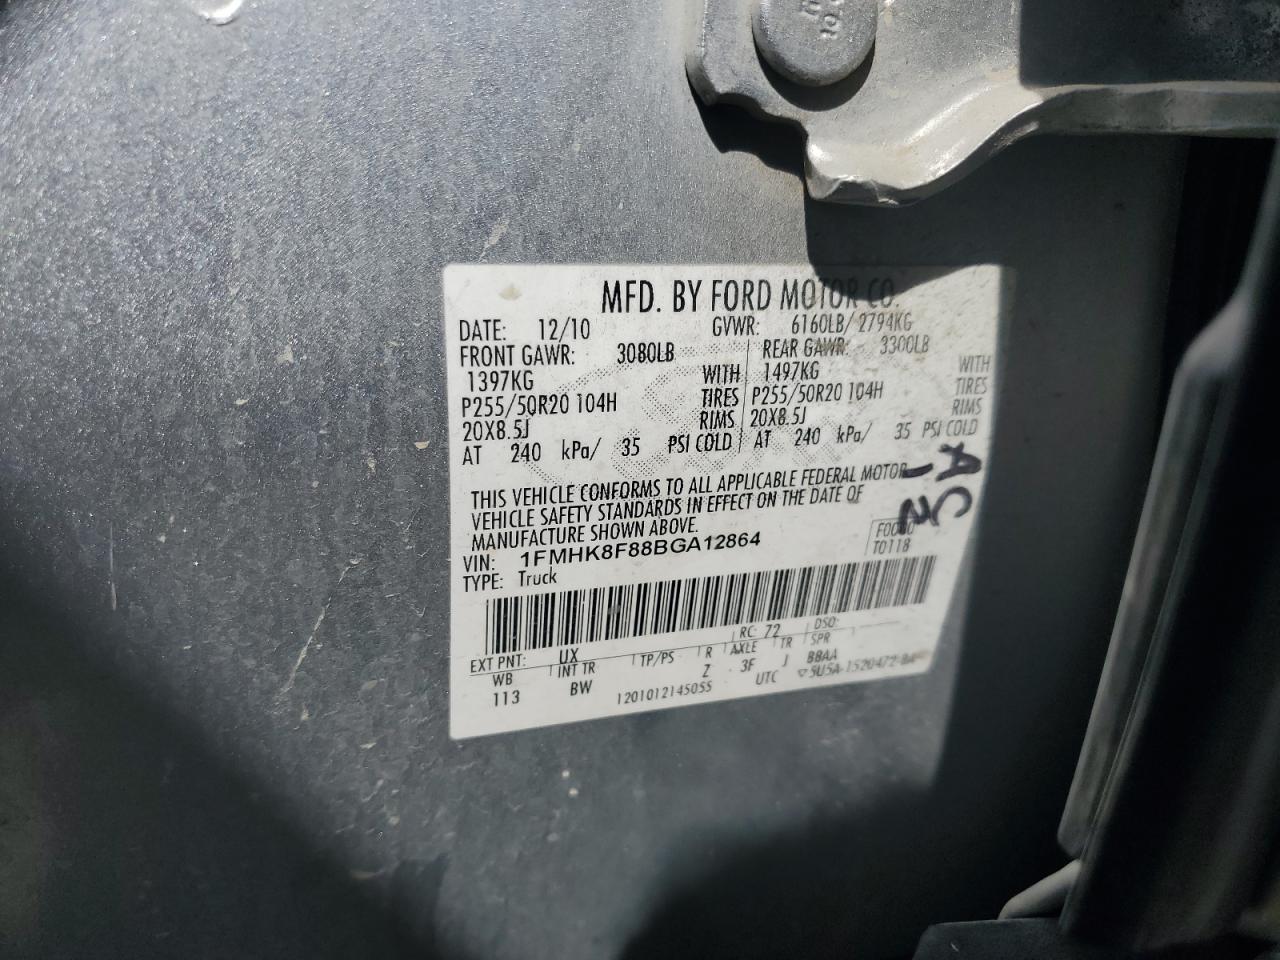 MFD. BY FORD MOTOR CO.
DATE: 12/10 GVWR: 6160LB/ 2794KG
FRONT GAWR: 3080LB REAR GAWR: 3300LB
1397KG WITH 1497KG WITH
P255/50R20 104H TIRES P255/50R20 104H TIRES
20X8.5J RIMS 20X8.5J RIMS
AT 240 kPa/ 35 PSI COLD AT 240 kPa/ 35 PSI COLD
THIS VEHICLE CONFORMS TO ALL APPLICABLE FEDERAL MOTOR
VEHICLE SAFETY STANDARDS IN EFFECT ON THE DATE OF
MANUFACTURE SHOWN ABOVE.
VIN: 1FMHK8F88BGA12864
TYPE: Truck
T0118
RC: 72 DSO:
EXT PNT: UX
WB INT TR TP/PS R AXLE TR SPR
113 BW Z 3F J BBAA
1201012145055 UTC ▽5U5A-1520472-BA